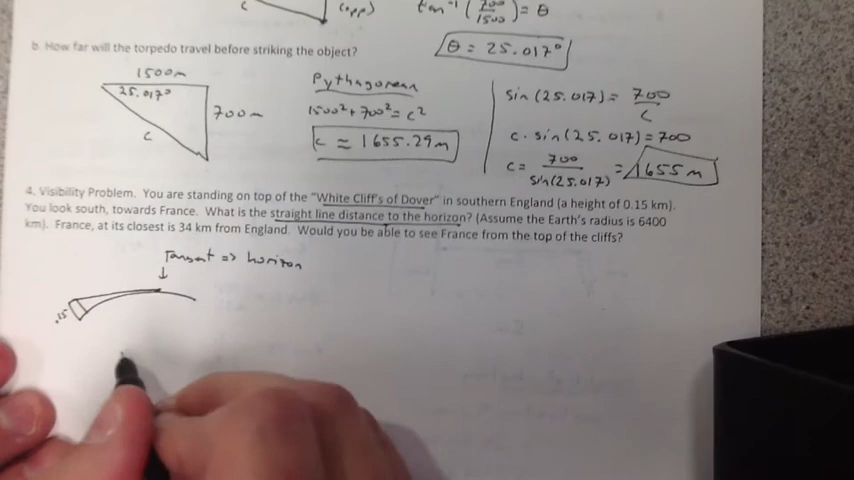 c (opp) tan⁻¹ (700/1500) = θ
b. How far will the torpedo travel before striking the object?
θ = 25.017°
1500m
25.017°
700m
c
Pythagorean
1500² + 700² = c²
c ≈ 1655.29m
sin(25.017) = 700/c
c · sin(25.017) = 700
c = 700/sin(25.017) = 1655 m
4. Visibility Problem. You are standing on top of the "White Cliff's of Dover" in southern England (a height of 0.15 km).
You look south, towards France. What is the straight line distance to the horizon? (Assume the Earth's radius is 6400
km). France, at its closest is 34 km from England. Would you be able to see France from the top of the cliffs?
Tangent => horizon
.15